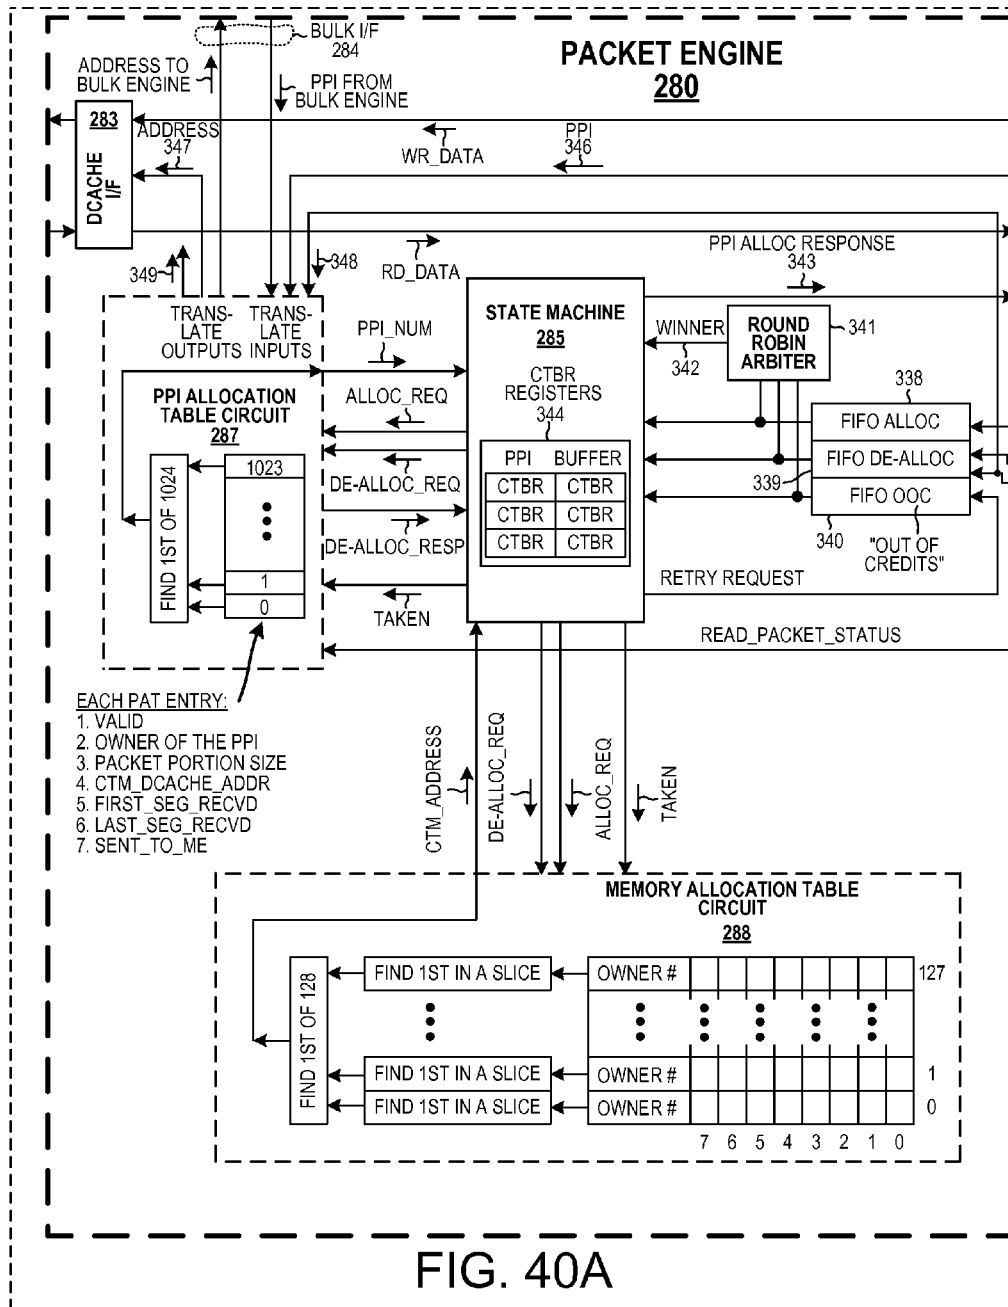 BULK I/F
284
PACKET ENGINE
280
ADDRESS TO
BULK ENGINE
PPI FROM
BULK ENGINE
283
DCACHE
I/F
ADDRESS
347
WR_DATA
PPI
346
349
348
RD_DATA
PPI ALLOC RESPONSE
343
TRANS-
LATE
OUTPUTS
TRANS-
LATE
INPUTS
PPI_NUM
STATE MACHINE
285
WINNER
342
ROUND
ROBIN
ARBITER
341
PPI ALLOCATION
TABLE CIRCUIT
287
ALLOC_REQ
CTBR
REGISTERS
344
338
FIFO ALLOC
FIFO DE-ALLOC
339
FIFO OOC
340
"OUT OF
CREDITS"
FIND 1ST OF 1024
1023
1
0
DE-ALLOC_REQ
DE-ALLOC_RESP
PPI BUFFER
CTBR CTBR
CTBR CTBR
CTBR CTBR
TAKEN
RETRY REQUEST
READ_PACKET_STATUS
EACH PAT ENTRY:
1. VALID
2. OWNER OF THE PPI
3. PACKET PORTION SIZE
4. CTM_DCACHE_ADDR
5. FIRST_SEG_RECVD
6. LAST_SEG_RECVD
7. SENT_TO_ME
CTM_ADDRESS
DE-ALLOC_REQ
ALLOC_REQ
TAKEN
MEMORY ALLOCATION TABLE
CIRCUIT
288
FIND 1ST OF 128
FIND 1ST IN A SLICE OWNER # 127
FIND 1ST IN A SLICE OWNER # 1
FIND 1ST IN A SLICE OWNER # 0
7 6 5 4 3 2 1 0
FIG. 40A